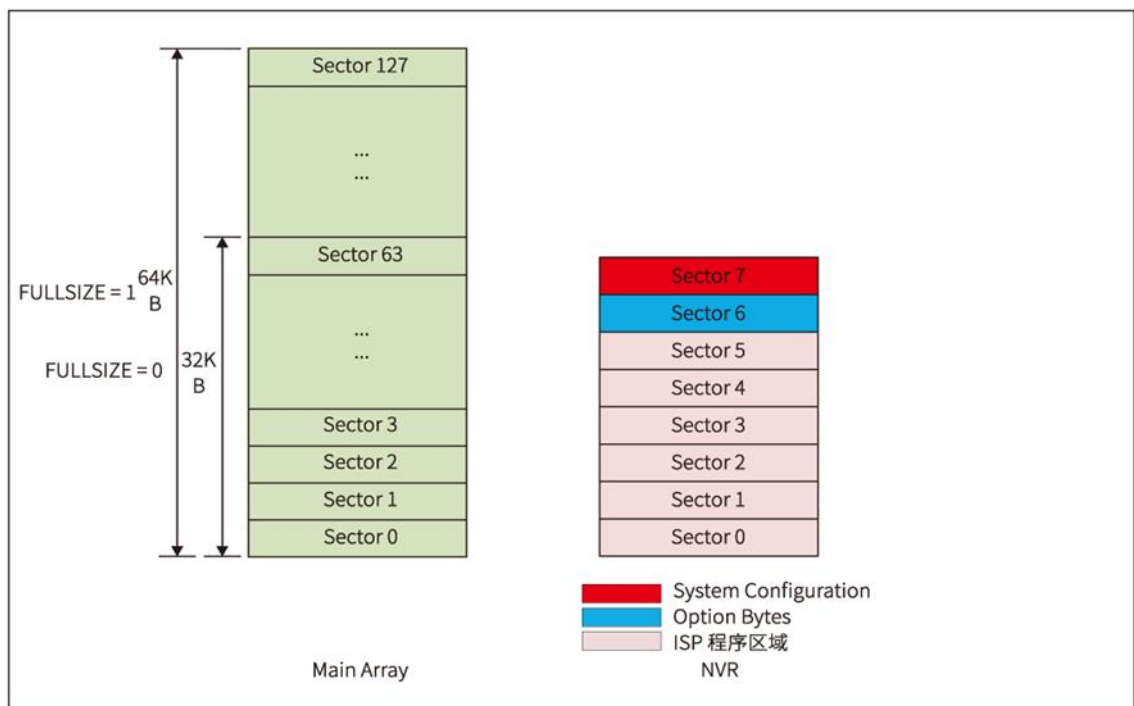 Sector 127
...
...
Sector 63
64K
B
FULLSIZE = 1
FULLSIZE = 0
32K
B
...
...
Sector 3
Sector 2
Sector 1
Sector 0
Main Array
Sector 7
Sector 6
Sector 5
Sector 4
Sector 3
Sector 2
Sector 1
Sector 0
System Configuration
Option Bytes
ISP 程序区域
NVR